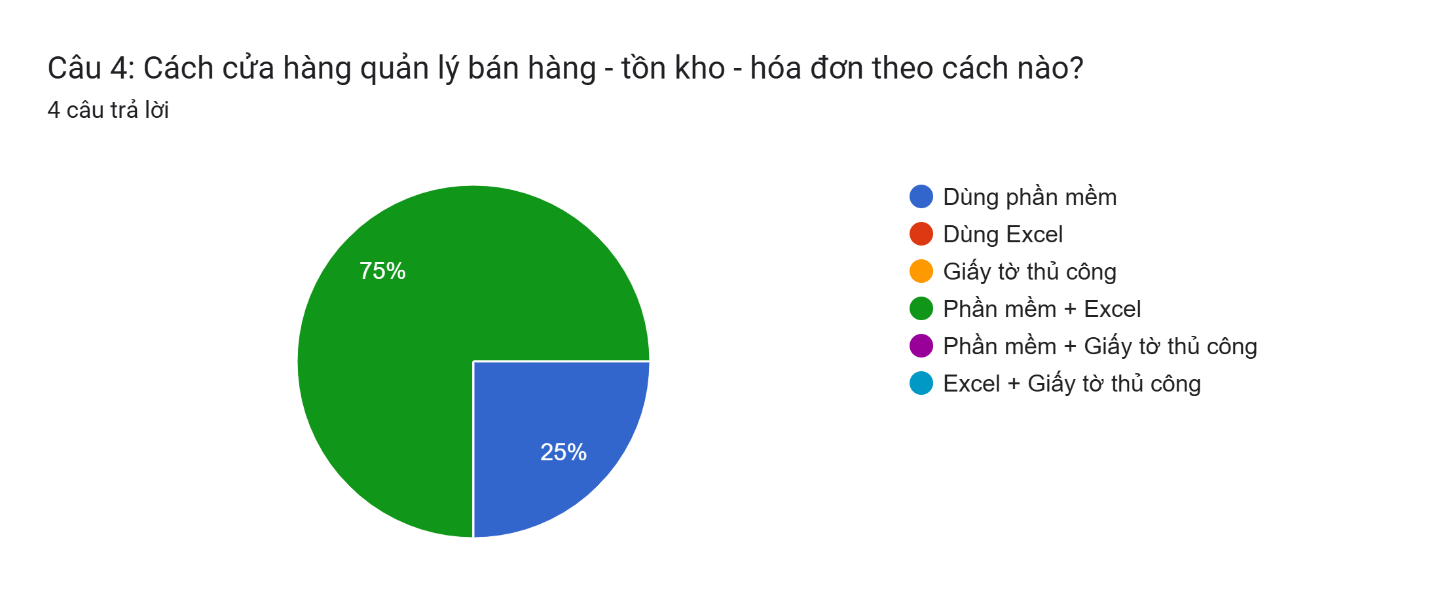 Câu 4: Cách cửa hàng quản lý bán hàng - tồn kho - hóa đơn theo cách nào?
4 câu trả lời
75%
25%
Dùng phần mềm
Dùng Excel
Giấy tờ thủ công
Phần mềm + Excel
Phần mềm + Giấy tờ thủ công
Excel + Giấy tờ thủ công